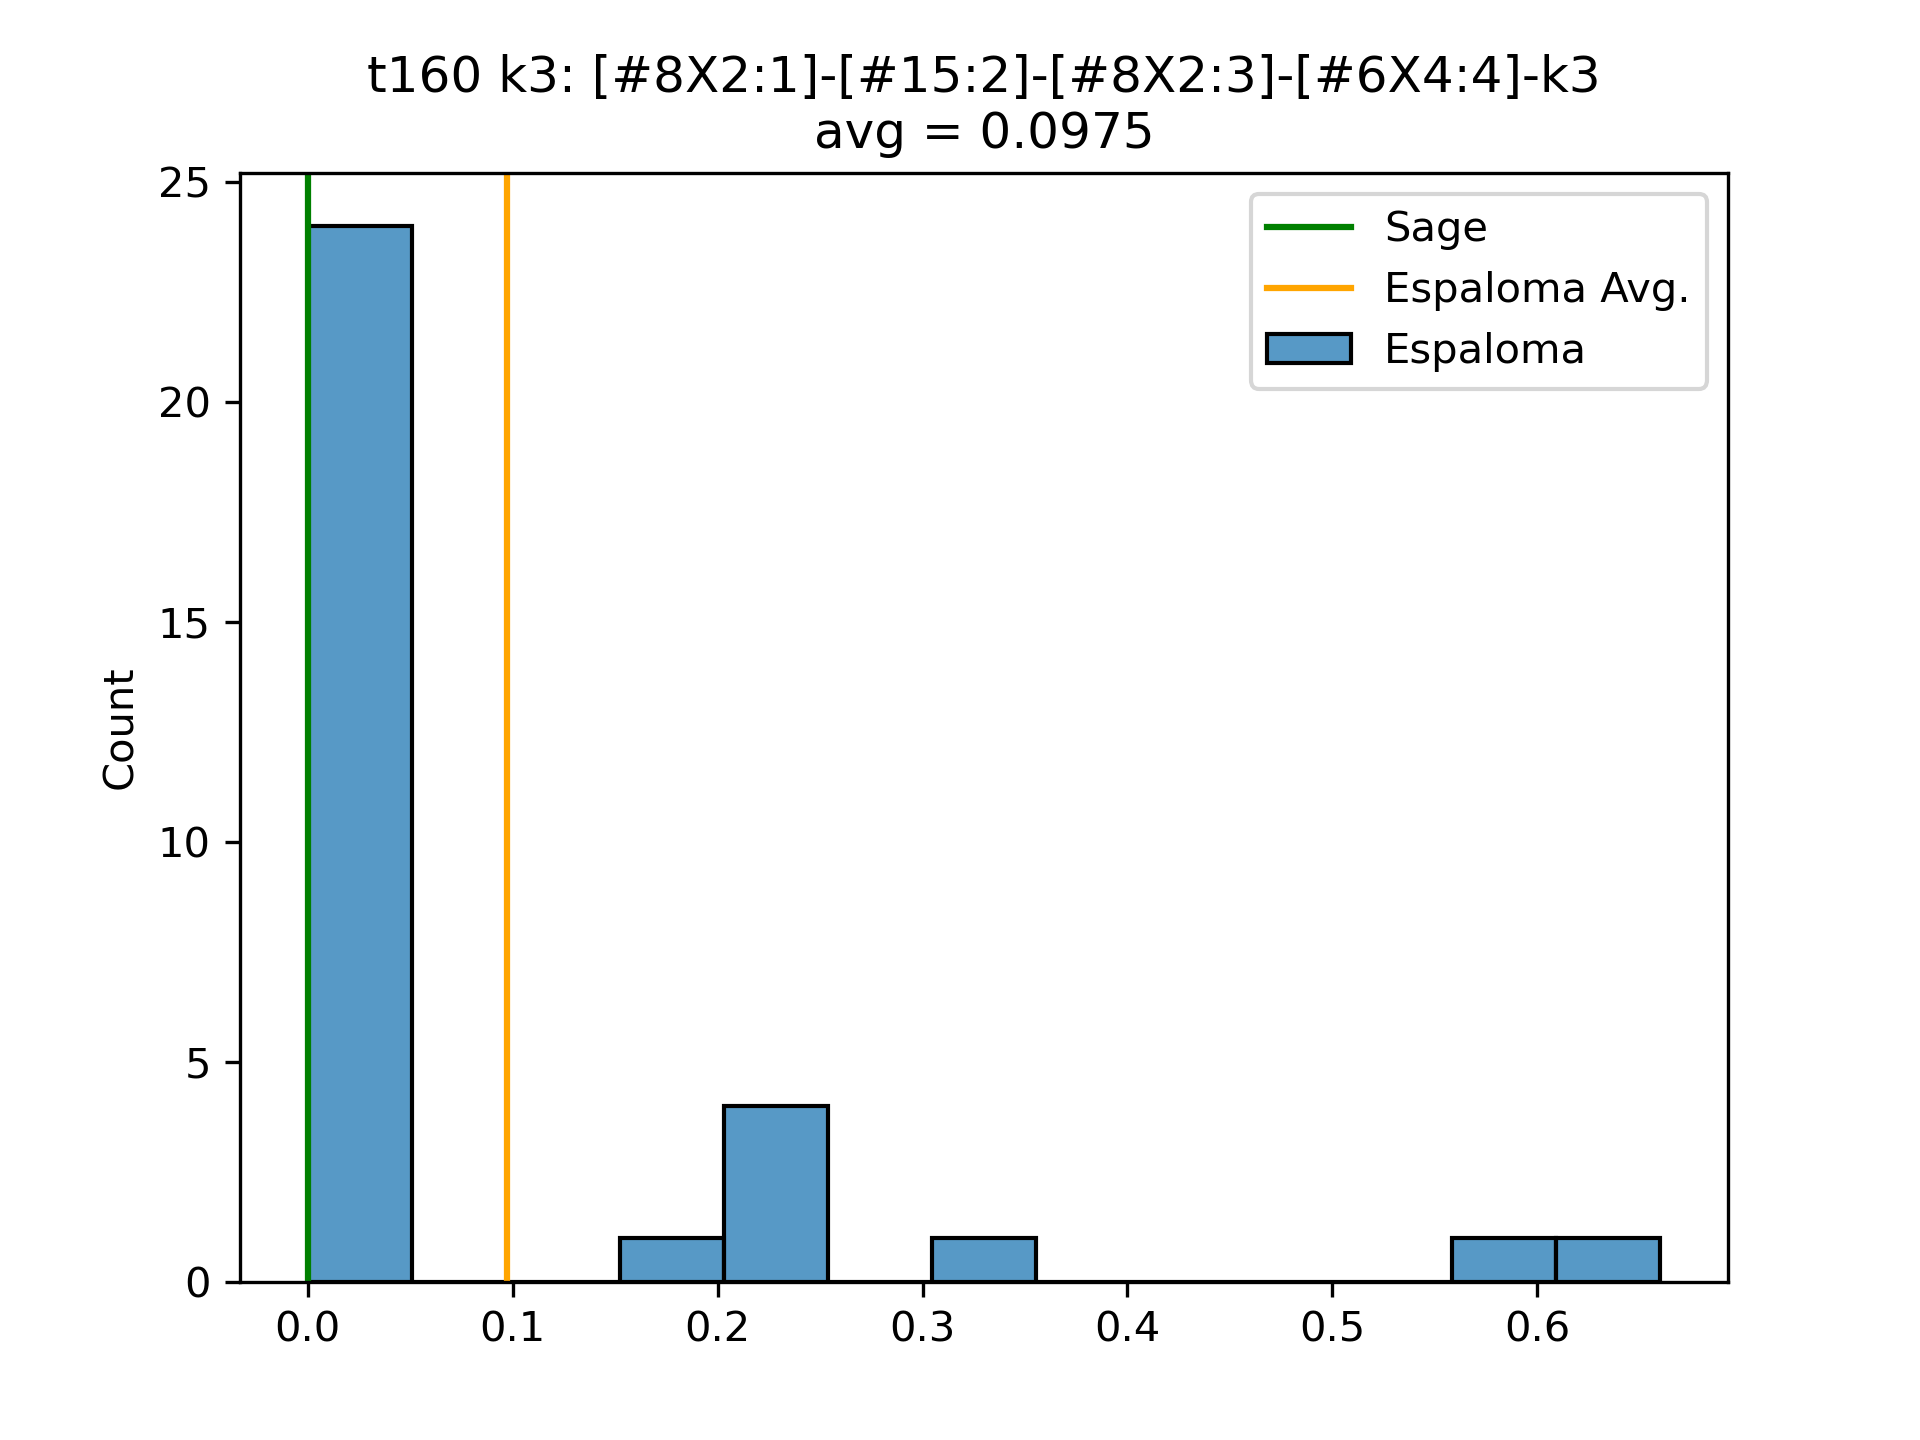 t160 k3: [#8X2:1]-[#15:2]-[#8X2:3]-[#6X4:4]-k3
avg = 0.0975
Sage
Espaloma Avg.
Espaloma
25
20
15
10
5
0
Count
0.0 0.1 0.2 0.3 0.4 0.5 0.6